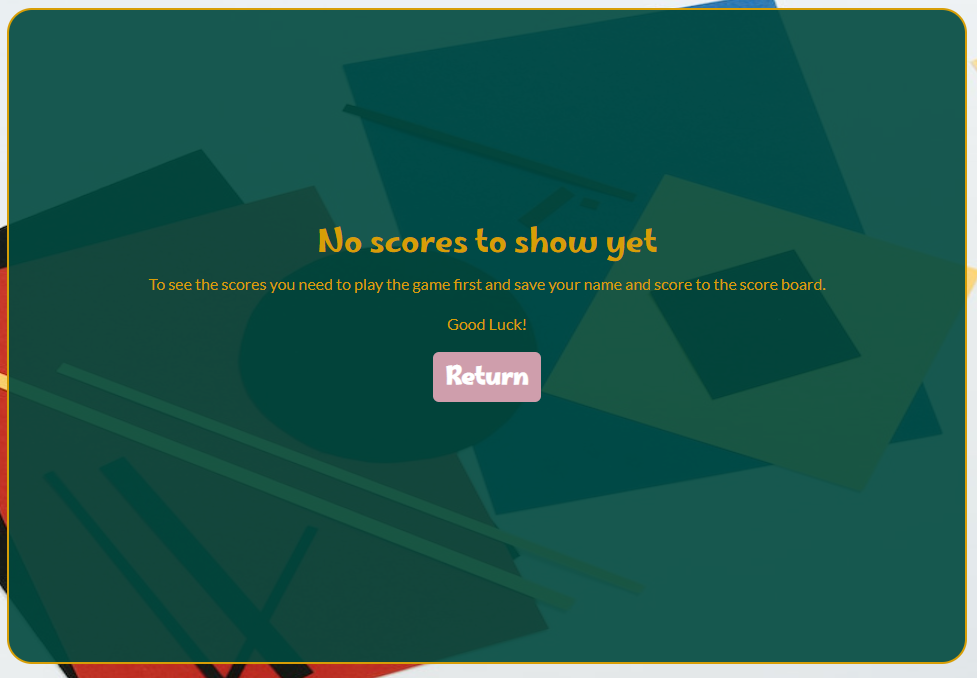 No scores to show yet
To see the scores you need to play the game first and save your name and score to the score board.
Good Luck!
Return